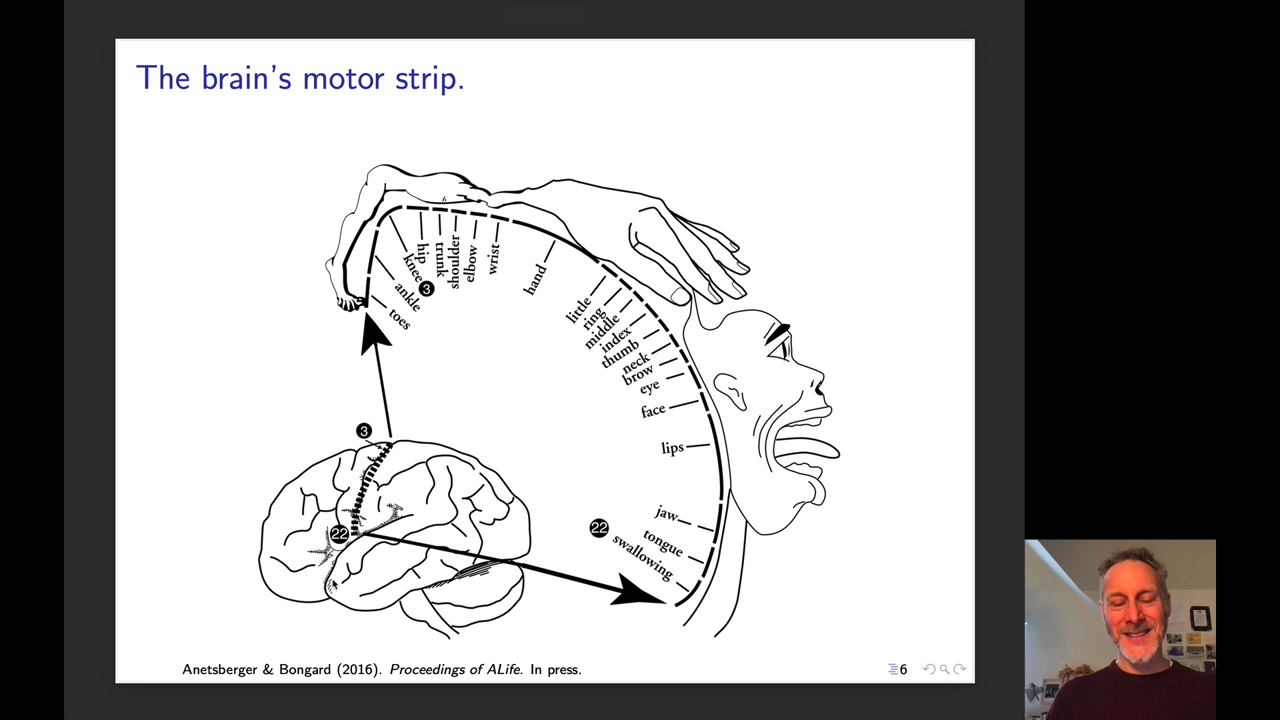 The brain's motor strip.
toes
ankle
knee
3
hip
trunk
shoulder
elbow
wrist
hand
little
ring
middle
index
thumb
neck
brow
eye
face
lips
jaw
tongue
swallowing
22
3
22
Anetsberger & Bongard (2016). Proceedings of ALife. In press.
6